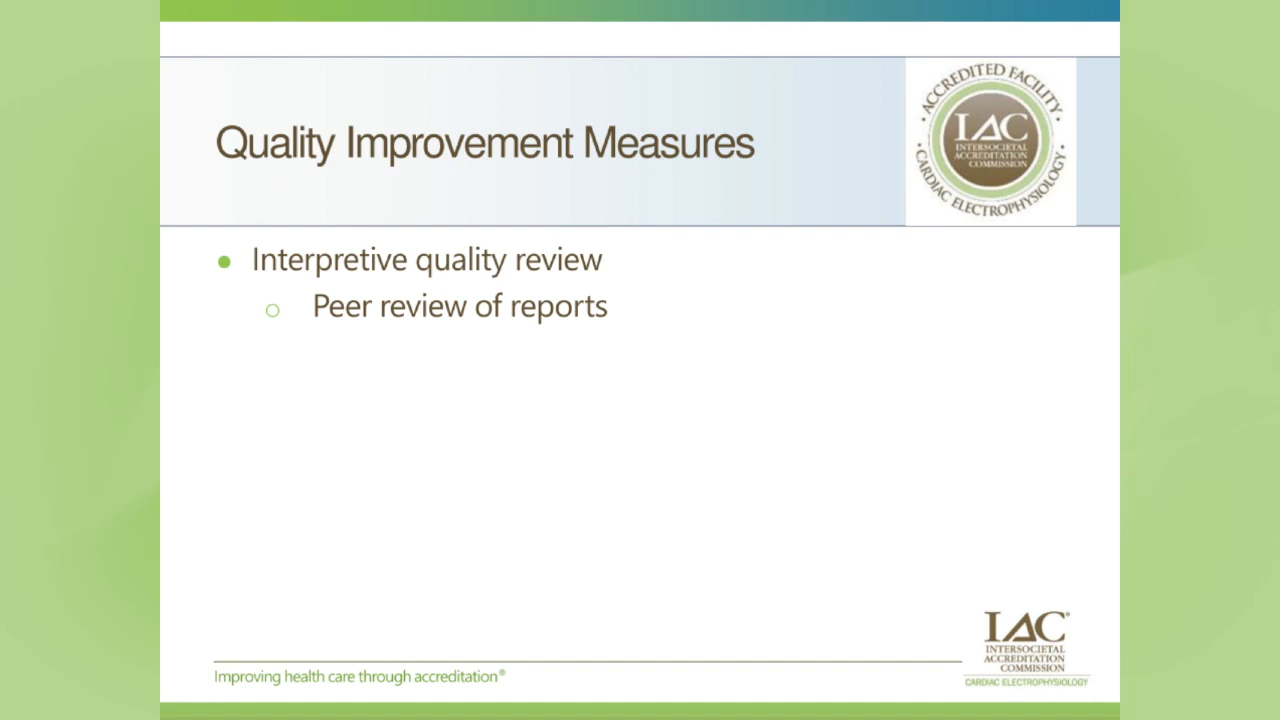 Quality Improvement Measures
· ACCREDITED FACILITY ·
IAC
INTERSOCIETAL
ACCREDITATION
COMMISSION
CARDIAC ELECTROPHYSIOLOGY
Interpretive quality review
Peer review of reports
Improving health care through accreditation®
IAC®
INTERSOCIETAL
ACCREDITATION
COMMISSION
CARDIAC ELECTROPHYSIOLOGY